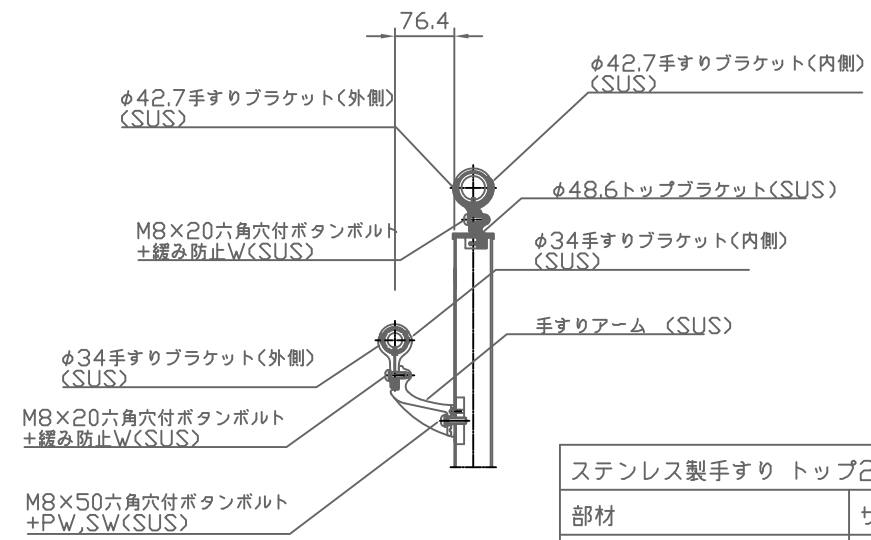 76.4
φ42.7手すりブラケット(内側)
(SUS)
φ42.7手すりブラケット(外側)
(SUS)
φ48.6トップブラケット(SUS)
M8×20六角穴付ボタンボルト
+緩み防止W(SUS)
φ34手すりブラケット(内側)
(SUS)
手すりアーム (SUS)
φ34手すりブラケット(外側)
(SUS)
M8×20六角穴付ボタンボルト
+緩み防止W(SUS)
M8×50六角穴付ボタンボルト
+PW,SW(SUS)
ステンレス製手すり トップ2
部材